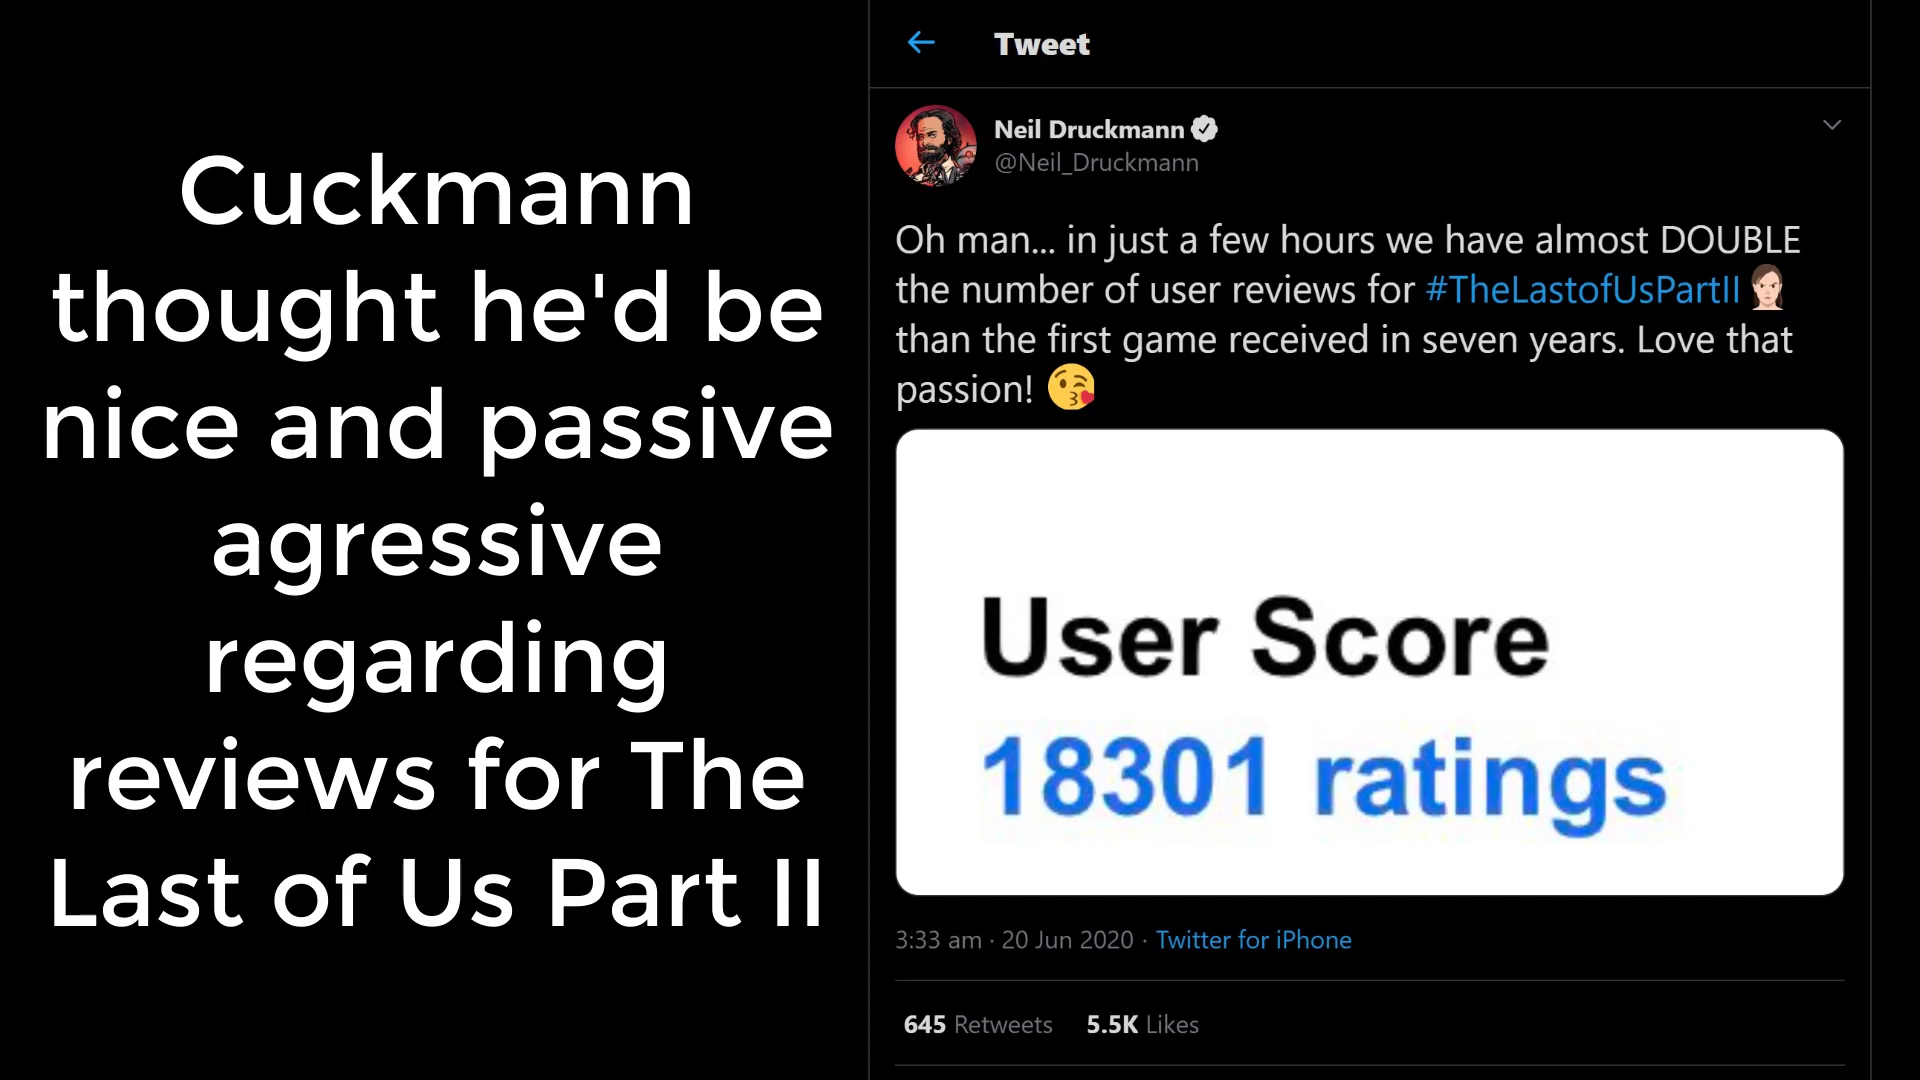 Cuckmann
thought he'd be
nice and passive
agressive
regarding
reviews for The
Last of Us Part II
Tweet
Neil Druckmann
@Neil_Druckmann
Oh man... in just a few hours we have almost DOUBLE
the number of user reviews for #TheLastofUsPartII
than the first game received in seven years. Love that
passion! 😘
User Score
18301 ratings
3:33 am · 20 Jun 2020 · Twitter for iPhone
645 Retweets 5.5K Likes